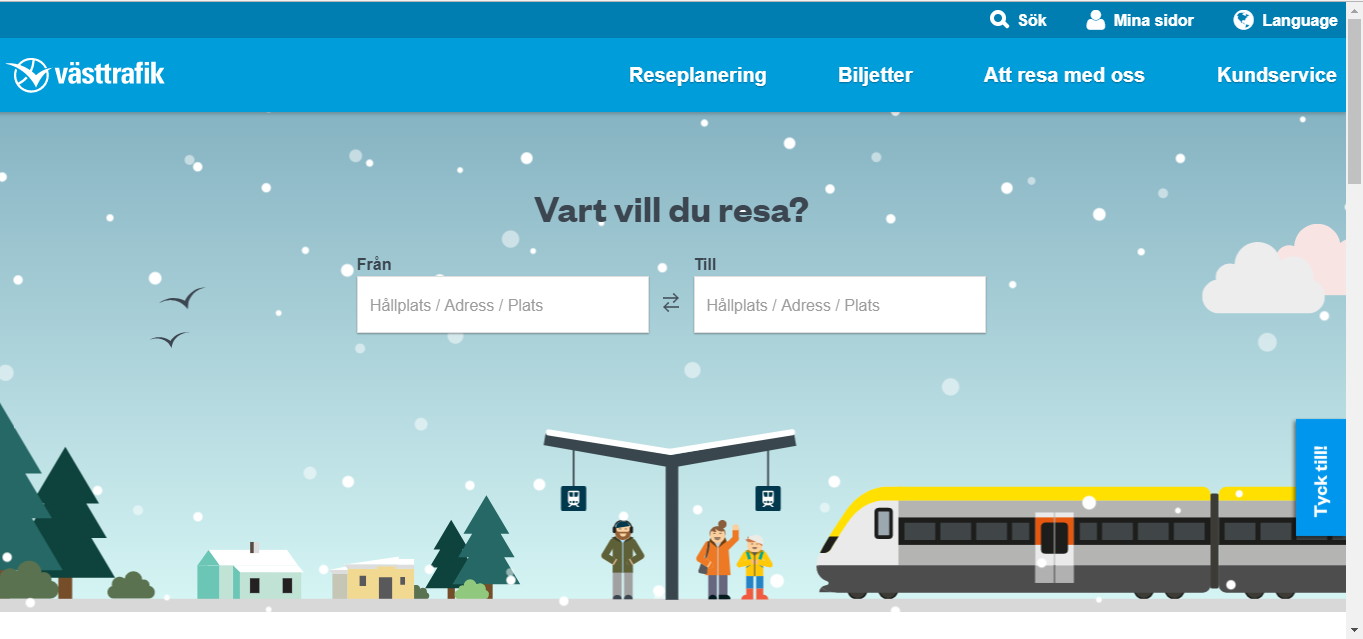 Sök Mina sidor Language
västtrafik Reseplanering Biljetter Att resa med oss Kundservice
Vart vill du resa?
Från Till
Hållplats / Adress / Plats Hållplats / Adress / Plats
Tyck till!